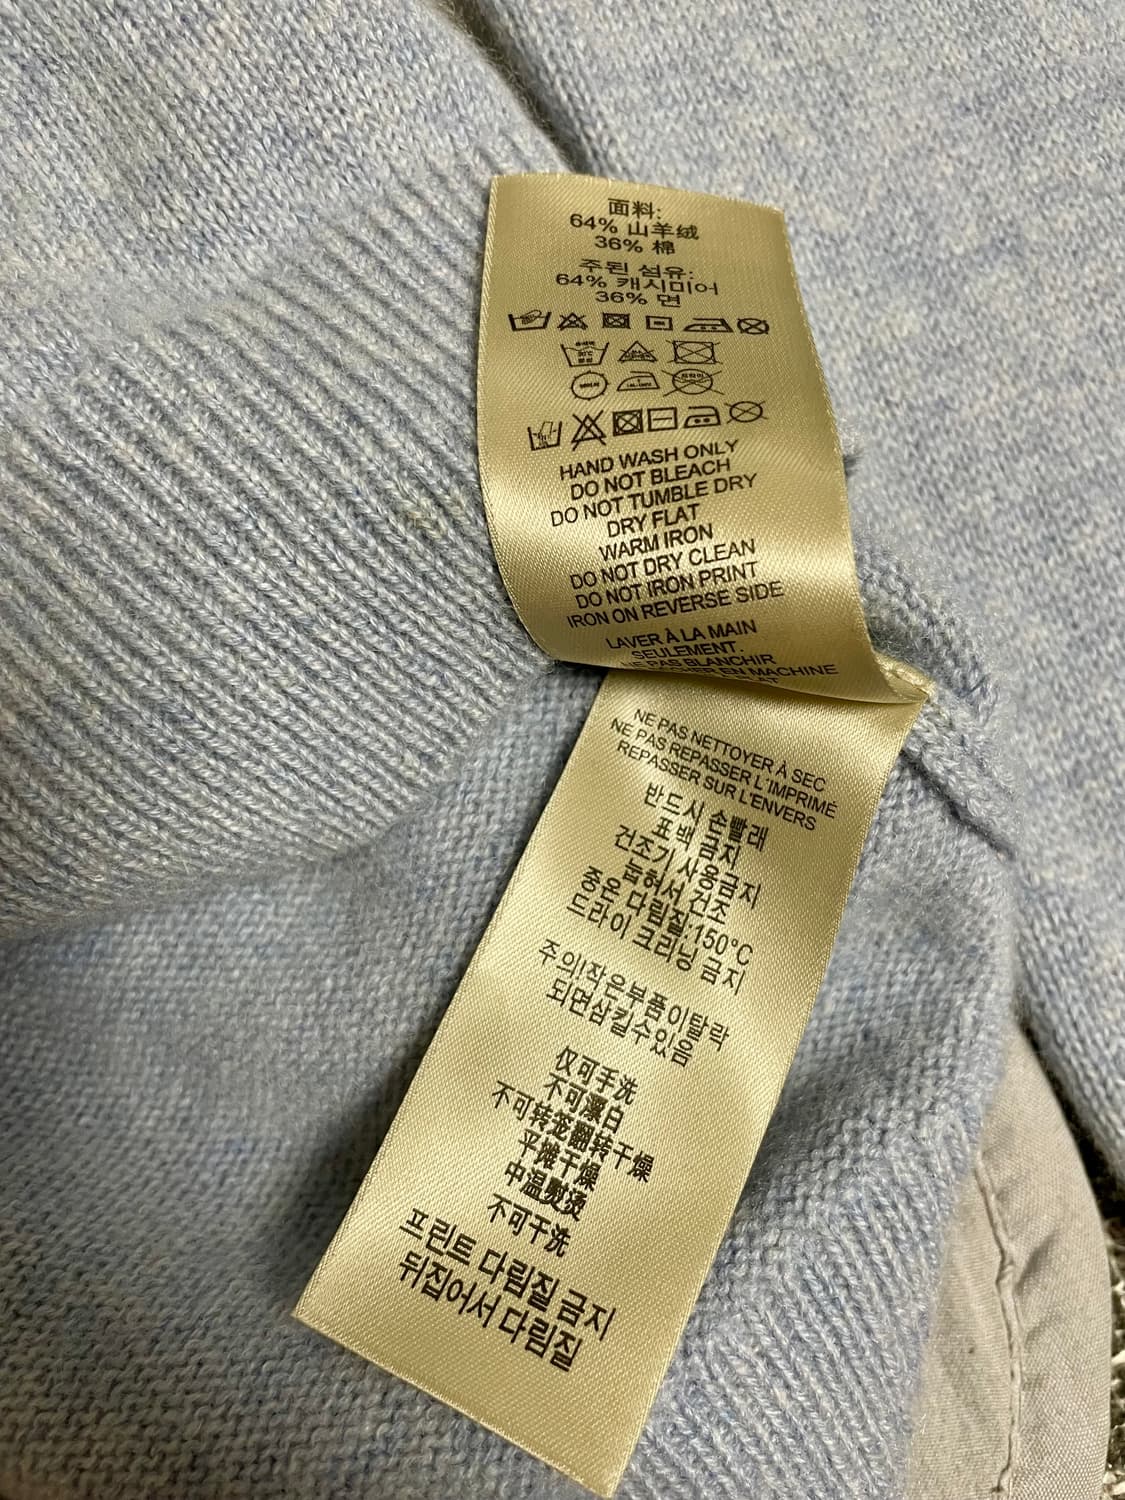 面料:
64% 山羊绒
36% 棉
주된 섬유:
64% 캐시미어
36% 면
HAND WASH ONLY
DO NOT BLEACH
DO NOT TUMBLE DRY
DRY FLAT
WARM IRON
DO NOT DRY CLEAN
DO NOT IRON PRINT
IRON ON REVERSE SIDE
LAVER À LA MAIN
SEULEMENT.
NE PAS BLANCHIR
EN MACHINE
NE PAS NETTOYER À SEC
NE PAS REPASSER L'IMPRIMÉ
REPASSER SUR L'ENVERS
반드시 손빨래
표백 금지
건조기 사용금지
눕혀서 건조
중온 다림질:150°C
드라이 크리닝 금지
주의!작은부품이탈락
되면삼킬수있음
仅可手洗
不可漂白
不可转笼翻转干燥
平摊干燥
中温熨烫
不可干洗
프린트 다림질 금지
뒤집어서 다림질